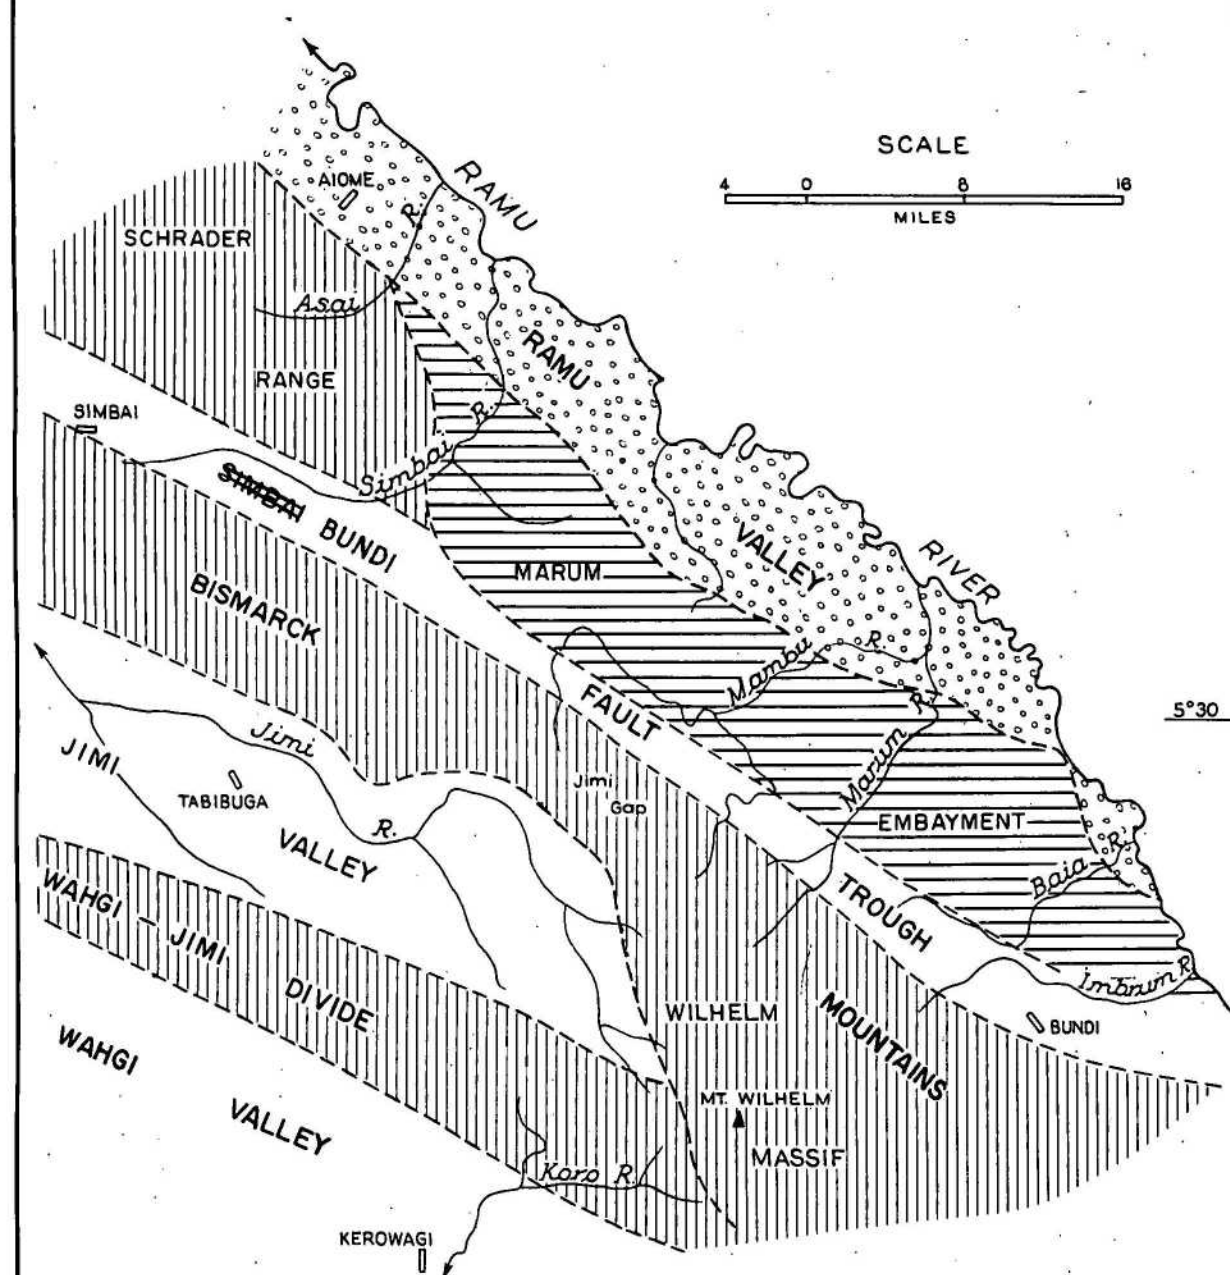 SCALE
4 0 8 16
MILES
RAMU
AIOME
R.
SCHRADER
Asai
RAMU
RANGE
SIMBAI
R.
Simbai
SIMBAI BUNDI
VALLEY
RIVER
MARUM
BISMARCK
Mambu R.
FAULT
Marum R.
5°30
Jimi
JIMI
TABIBUGA
Jimi
Gap
R.
EMBAYMENT
VALLEY
Baia R.
TROUGH
WAHGI - JIMI
DIVIDE
Imbrum R.
WILHELM
MOUNTAINS
BUNDI
WAHGI
MT. WILHELM
VALLEY
MASSIF
Koro R.
KEROWAGI